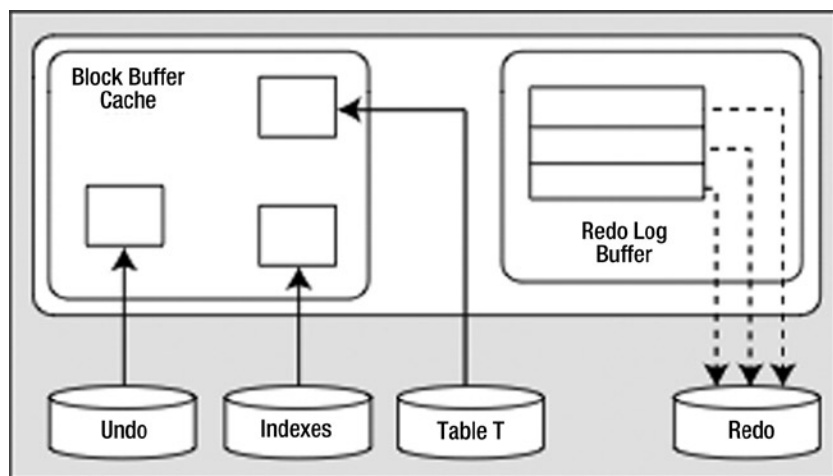 Block Buffer
Cache
Redo Log
Buffer
Undo
Indexes
Table T
Redo